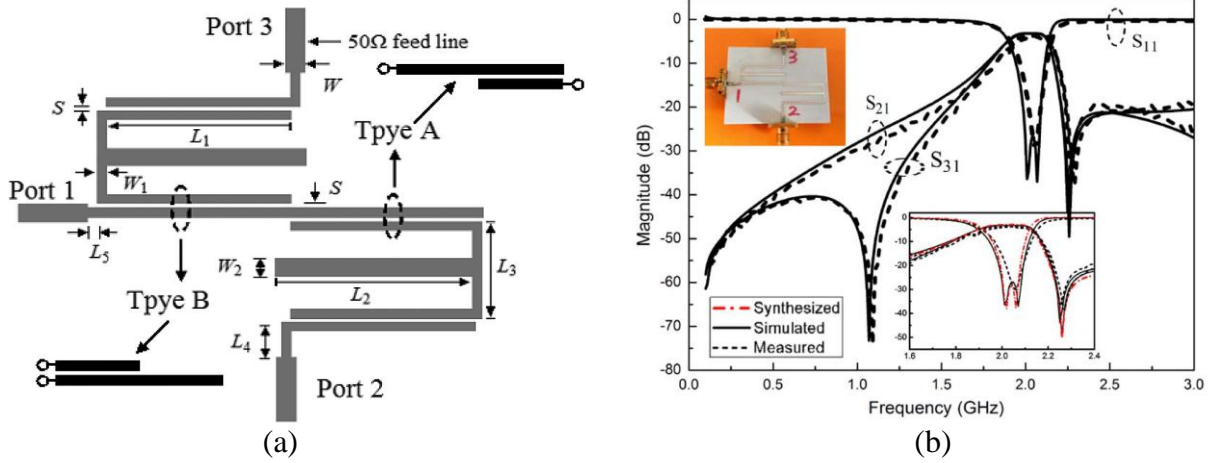 Port 3
50Ω feed line
W
S
L1
Tpye A
W1
S
Port 1
L5
W2
L3
L2
Tpye B
L4
Port 2
(a)
0
-10
-20
-30
-40
-50
-60
-70
-80
Magnitude (dB)
S11
3
1
2
S21
S31
0
-10
-20
-30
-40
-50
1.6 1.8 2.0 2.2 2.4
Synthesized
Simulated
Measured
0.0 0.5 1.0 1.5 2.0 2.5 3.0
Frequency (GHz)
(b)